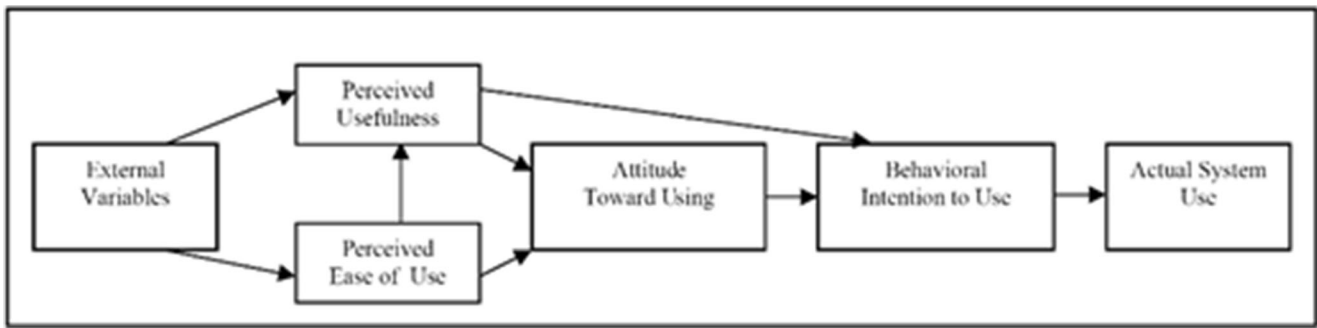 Perceived
Usefulness
External
Variables
Perceived
Ease of Use
Attitude
Toward Using
Behavioral
Intention to Use
Actual System
Use